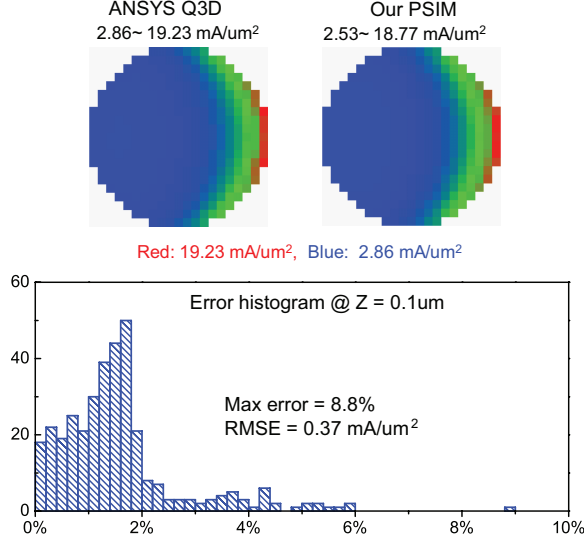 ANSYS Q3D
2.86~ 19.23 mA/um²
Our PSIM
2.53~ 18.77 mA/um²
Red: 19.23 mA/um², Blue: 2.86 mA/um²
Error histogram @ Z = 0.1um
Max error = 8.8%
RMSE = 0.37 mA/um²
60
40
20
0
0% 2% 4% 6% 8% 10%